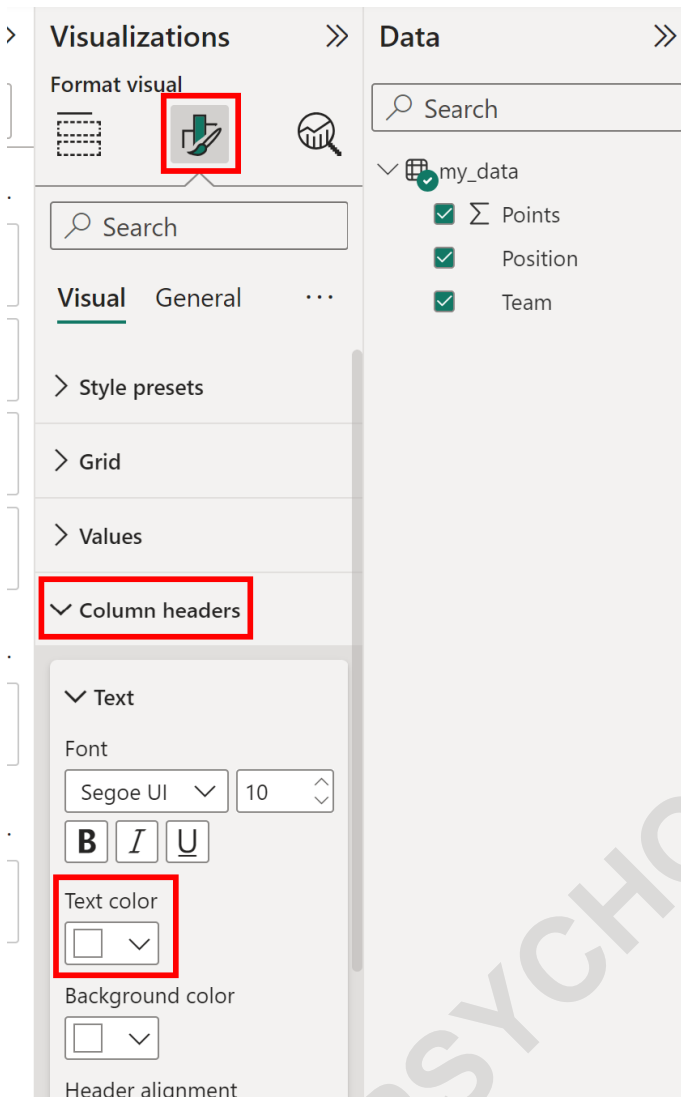 Visualizations
Format visual
Search
Visual General ...
Style presets
Grid
Values
Column headers
Text
Font
Segoe UI 10
B I U
Text color
Background color
Header alignment
Data
Search
my_data
Σ Points
Position
Team
PSYCHO